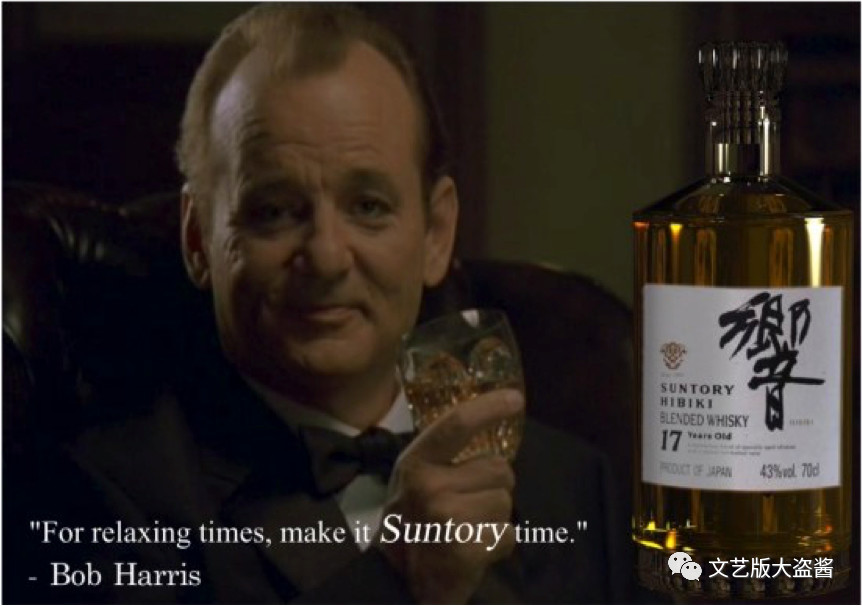 響
SUNTORY
HIBIKI
BLENDED WHISKY
17 Years Old
PRODUCT OF JAPAN 43%vol. 70cl
"For relaxing times, make it Suntory time."
- Bob Harris
文艺版大盗酱